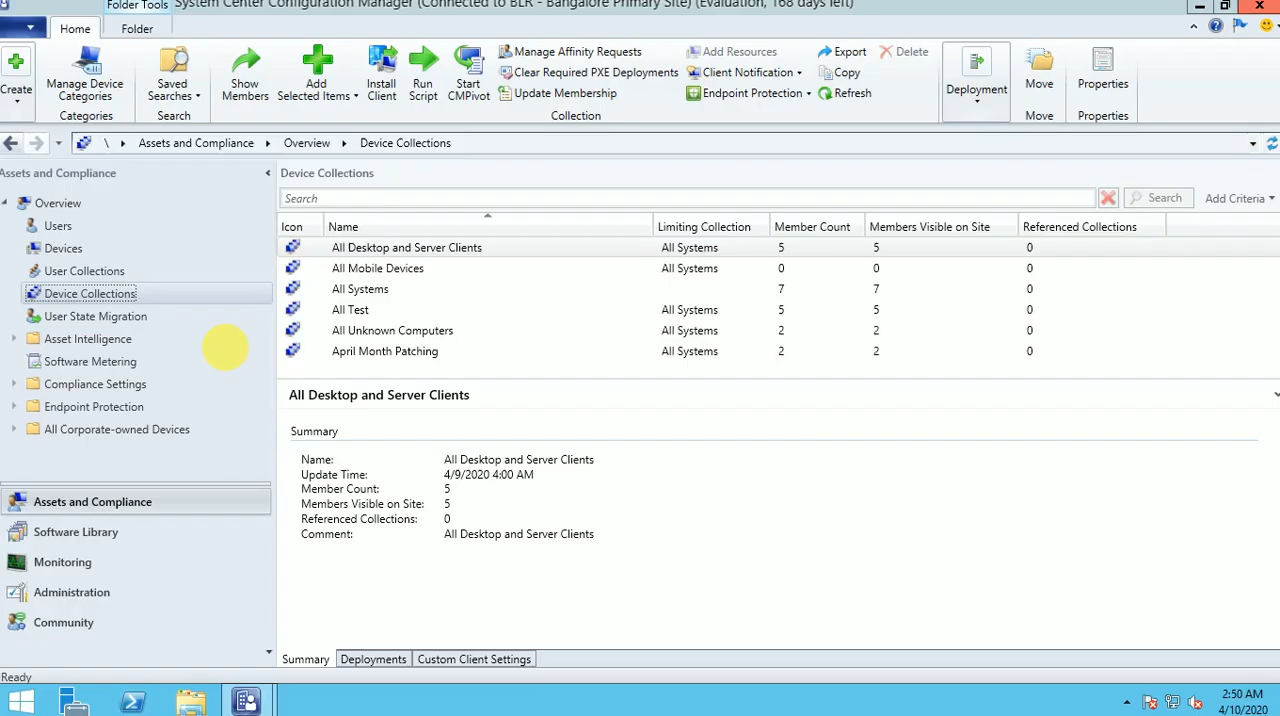 Folder Tools System Center Configuration Manager (Connected to BLR - Bangalore Primary Site) (Evaluation, 168 days left)
Home Folder
Create
Manage Device Categories
Categories
Saved Searches
Search
Show Members
Add Selected Items
Install Client
Run Script
Start CMPivot
Manage Affinity Requests
Clear Required PXE Deployments
Update Membership
Add Resources
Client Notification
Endpoint Protection
Export
Copy
Refresh
Delete
Collection
Deployment
Move
Move
Properties
Properties
\ Assets and Compliance Overview Device Collections
Assets and Compliance
Overview
Users
Devices
User Collections
Device Collections
User State Migration
Asset Intelligence
Software Metering
Compliance Settings
Endpoint Protection
All Corporate-owned Devices
Assets and Compliance
Software Library
Monitoring
Administration
Community
Device Collections
Search Search Add Criteria
Icon Name Limiting Collection Member Count Members Visible on Site Referenced Collections
All Desktop and Server Clients All Systems 5 5 0
All Mobile Devices All Systems 0 0 0
All Systems 7 7 0
All Test All Systems 5 5 0
All Unknown Computers All Systems 2 2 0
April Month Patching All Systems 2 2 0
All Desktop and Server Clients
Summary
Name: All Desktop and Server Clients
Update Time: 4/9/2020 4:00 AM
Member Count: 5
Members Visible on Site: 5
Referenced Collections: 0
Comment: All Desktop and Server Clients
Summary Deployments Custom Client Settings
Ready
2:50 AM
4/10/2020